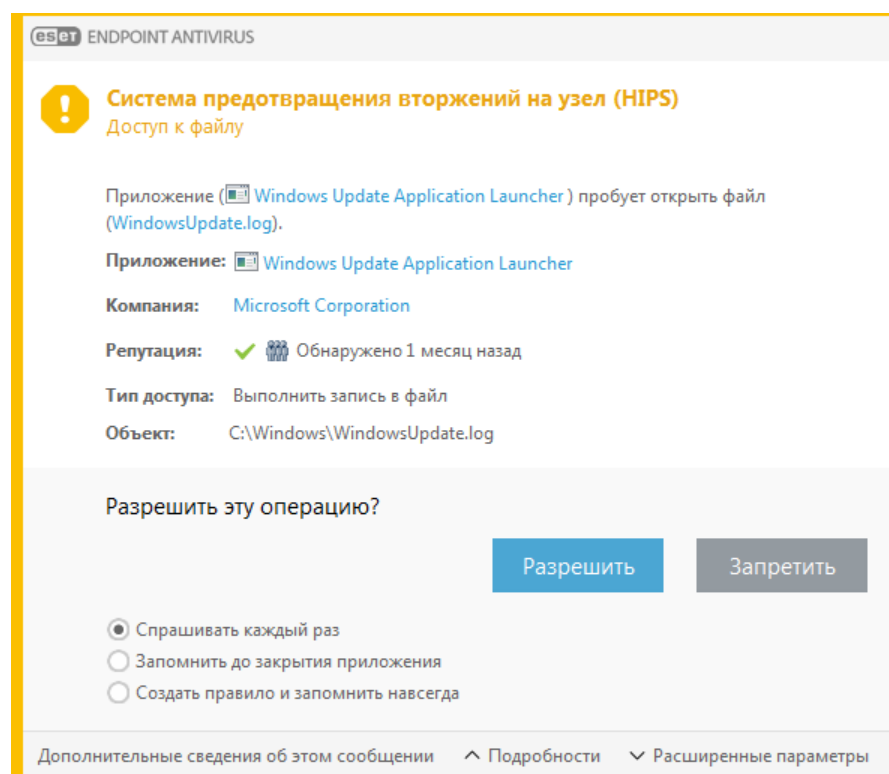 eset ENDPOINT ANTIVIRUS
Система предотвращения вторжений на узел (HIPS)
Доступ к файлу
Приложение ( Windows Update Application Launcher ) пробует открыть файл
(WindowsUpdate.log).
Приложение: Windows Update Application Launcher
Компания: Microsoft Corporation
Репутация: Обнаружено 1 месяц назад
Тип доступа: Выполнить запись в файл
Объект: C:\Windows\WindowsUpdate.log
Разрешить эту операцию?
Разрешить Запретить
Спрашивать каждый раз
Запомнить до закрытия приложения
Создать правило и запомнить навсегда
Дополнительные сведения об этом сообщении Подробности Расширенные параметры